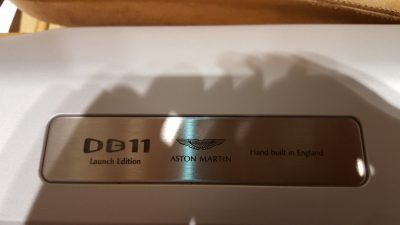 DB11
Launch Edition
ASTON MARTIN
Hand built in England